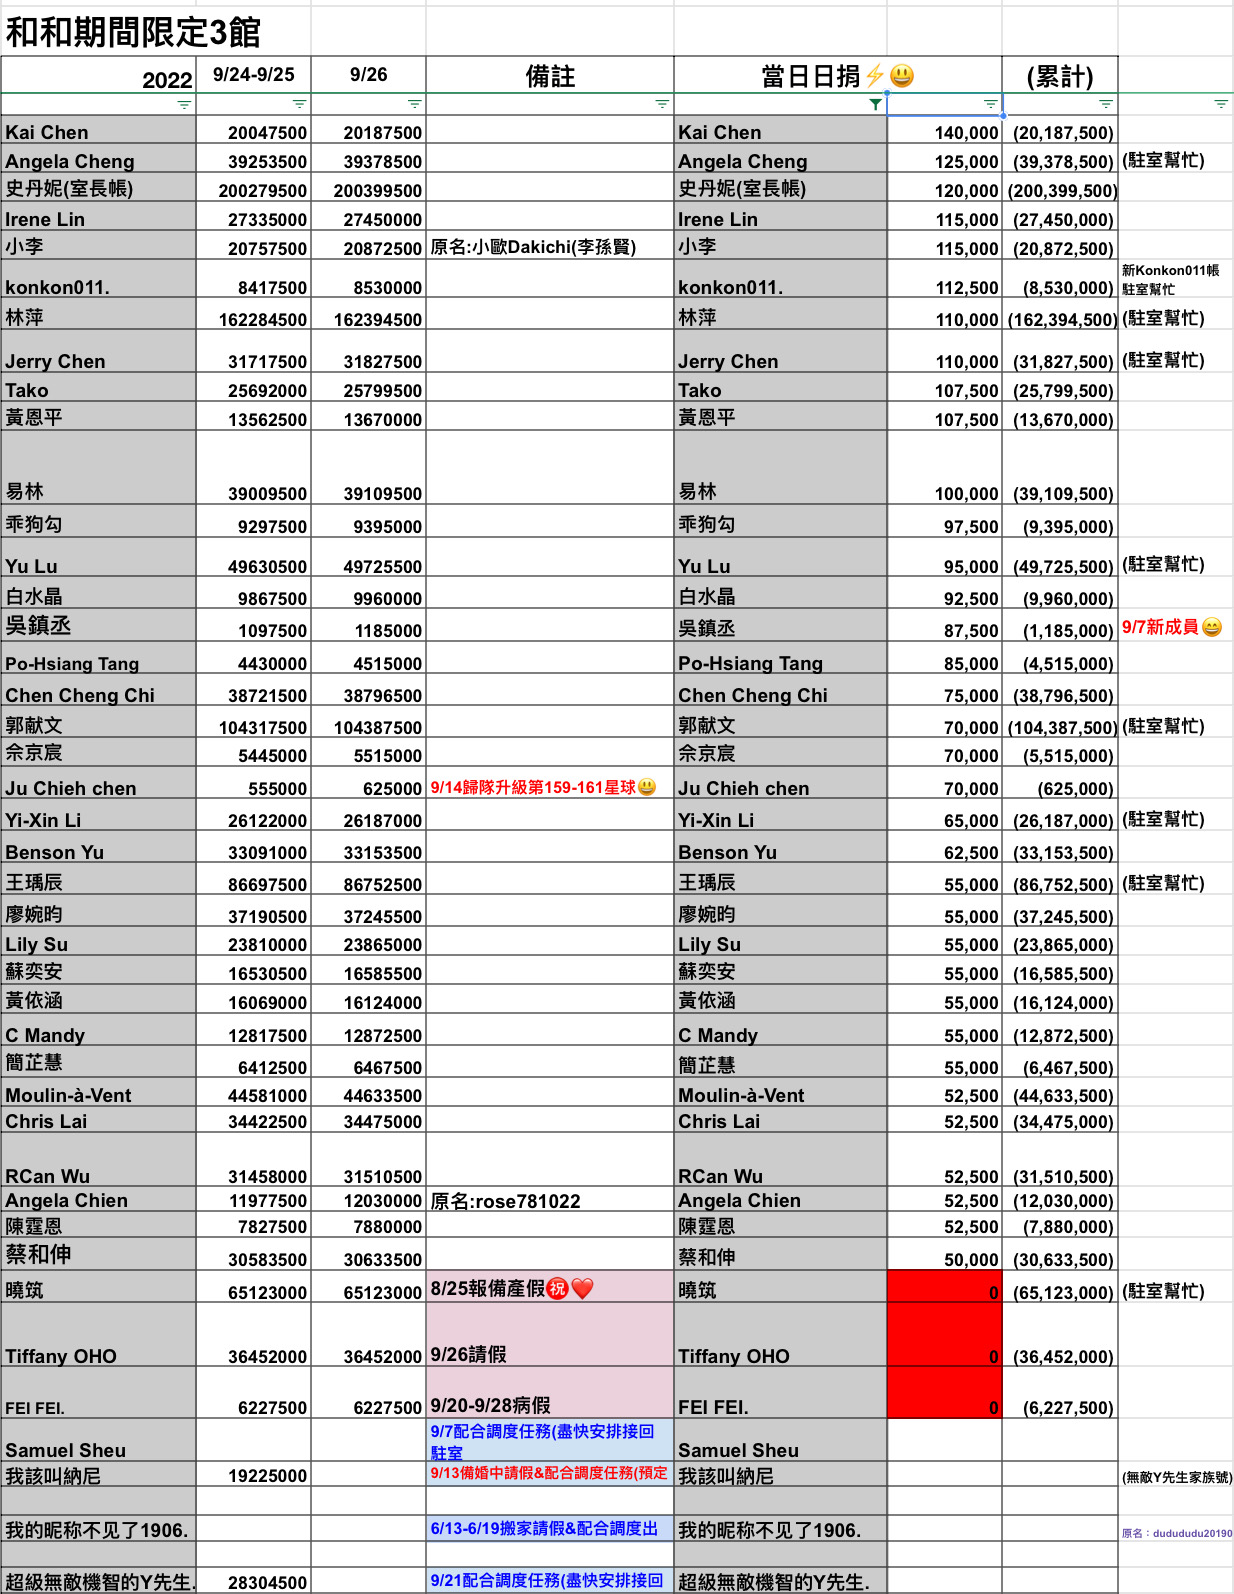 和和期間限定3館
2022 9/24-9/25 9/26 備註 當日日捐⚡😃 (累計)
Kai Chen 20047500 20187500 Kai Chen 140,000 (20,187,500)
Angela Cheng 39253500 39378500 Angela Cheng 125,000 (39,378,500) (駐室幫忙)
史丹妮(室長帳) 200279500 200399500 史丹妮(室長帳) 120,000 (200,399,500)
Irene Lin 27335000 27450000 Irene Lin 115,000 (27,450,000)
小李 20757500 20872500 原名:小歐Dakichi(李孫賢) 小李 115,000 (20,872,500)
konkon011. 8417500 8530000 konkon011. 112,500 (8,530,000) 新Konkon011帳
駐室幫忙
林萍 162284500 162394500 林萍 110,000 (162,394,500) (駐室幫忙)
Jerry Chen 31717500 31827500 Jerry Chen 110,000 (31,827,500) (駐室幫忙)
Tako 25692000 25799500 Tako 107,500 (25,799,500)
黃恩平 13562500 13670000 黃恩平 107,500 (13,670,000)
易林 39009500 39109500 易林 100,000 (39,109,500)
乖狗勾 9297500 9395000 乖狗勾 97,500 (9,395,000)
Yu Lu 49630500 49725500 Yu Lu 95,000 (49,725,500) (駐室幫忙)
白水晶 9867500 9960000 白水晶 92,500 (9,960,000)
吳鎮丞 1097500 1185000 吳鎮丞 87,500 (1,185,000) 9/7新成員😄
Po-Hsiang Tang 4430000 4515000 Po-Hsiang Tang 85,000 (4,515,000)
Chen Cheng Chi 38721500 38796500 Chen Cheng Chi 75,000 (38,796,500)
郭献文 104317500 104387500 郭献文 70,000 (104,387,500) (駐室幫忙)
佘京宸 5445000 5515000 佘京宸 70,000 (5,515,000)
Ju Chieh chen 555000 625000 9/14歸隊升級第159-161星球😃 Ju Chieh chen 70,000 (625,000)
Yi-Xin Li 26122000 26187000 Yi-Xin Li 65,000 (26,187,000) (駐室幫忙)
Benson Yu 33091000 33153500 Benson Yu 62,500 (33,153,500)
王瑀辰 86697500 86752500 王瑀辰 55,000 (86,752,500) (駐室幫忙)
廖婉昀 37190500 37245500 廖婉昀 55,000 (37,245,500)
Lily Su 23810000 23865000 Lily Su 55,000 (23,865,000)
蘇奕安 16530500 16585500 蘇奕安 55,000 (16,585,500)
黃依涵 16069000 16124000 黃依涵 55,000 (16,124,000)
C Mandy 12817500 12872500 C Mandy 55,000 (12,872,500)
簡芷慧 6412500 6467500 簡芷慧 55,000 (6,467,500)
Moulin-à-Vent 44581000 44633500 Moulin-à-Vent 52,500 (44,633,500)
Chris Lai 34422500 34475000 Chris Lai 52,500 (34,475,000)
RCan Wu 31458000 31510500 RCan Wu 52,500 (31,510,500)
Angela Chien 11977500 12030000 原名:rose781022 Angela Chien 52,500 (12,030,000)
陳霆恩 7827500 7880000 陳霆恩 52,500 (7,880,000)
蔡和伸 30583500 30633500 蔡和伸 50,000 (30,633,500)
曉筑 65123000 65123000 8/25報備產假㊗️❤️ 曉筑 0 (65,123,000) (駐室幫忙)
Tiffany OHO 36452000 36452000 9/26請假 Tiffany OHO 0 (36,452,000)
FEI FEI. 6227500 6227500 9/20-9/28病假 FEI FEI. 0 (6,227,500)
9/7配合調度任務(盡快安排接回
Samuel Sheu 駐室 Samuel Sheu
我該叫納尼 19225000 9/13備婚中請假&配合調度任務(預定 我該叫納尼 (無敵Y先生家族號)
我的昵称不见了1906. 6/13-6/19搬家請假&配合調度出 我的昵称不见了1906. 原名：dudududu20190
超級無敵機智的Y先生. 28304500 9/21配合調度任務(盡快安排接回 超級無敵機智的Y先生.